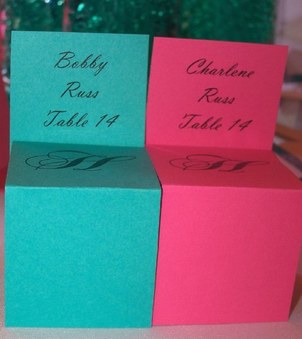 Bobby
Russ
Table 14
H
Charlene
Russ
Table 14
H